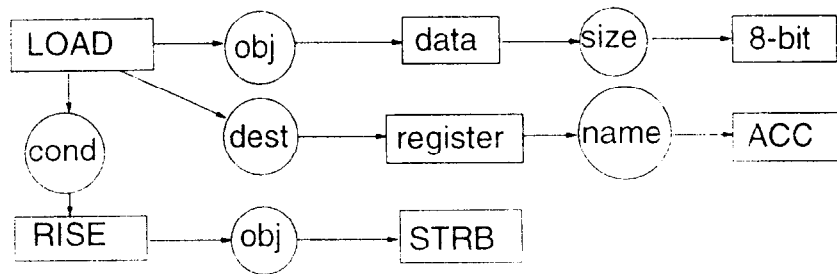 LOAD obj data size 8-bit
cond dest register name ACC
RISE obj STRB